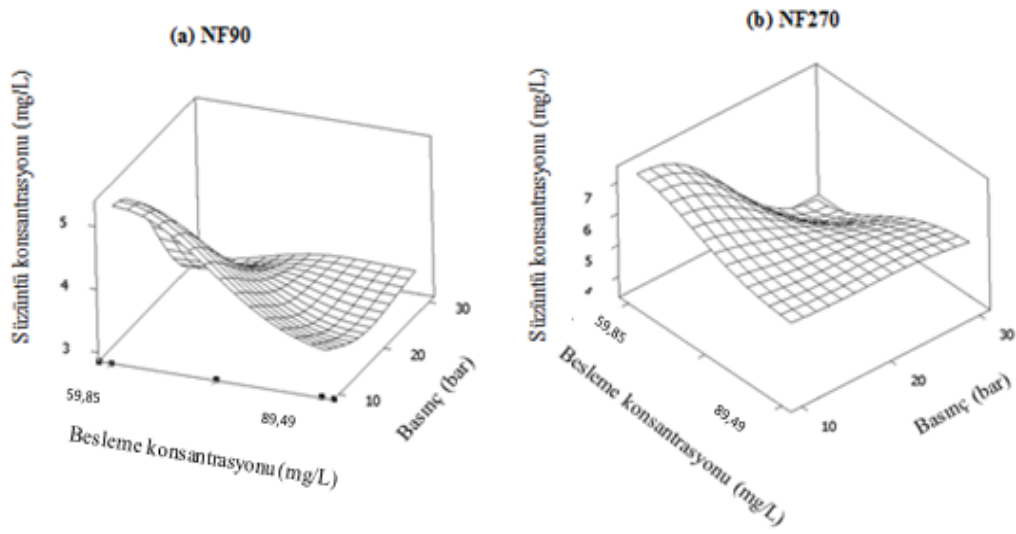 (a) NF90
Süzüntü konsantrasyonu (mg/L)
5
4
3
59,85
89,49
Besleme konsantrasyonu (mg/L)
10
20
30
Basınç (bar)
(b) NF270
Süzüntü konsantrasyonu (mg/L)
7
6
5
4
59,85
89,49
Besleme konsantrasyonu (mg/L)
10
20
30
Basınç (bar)